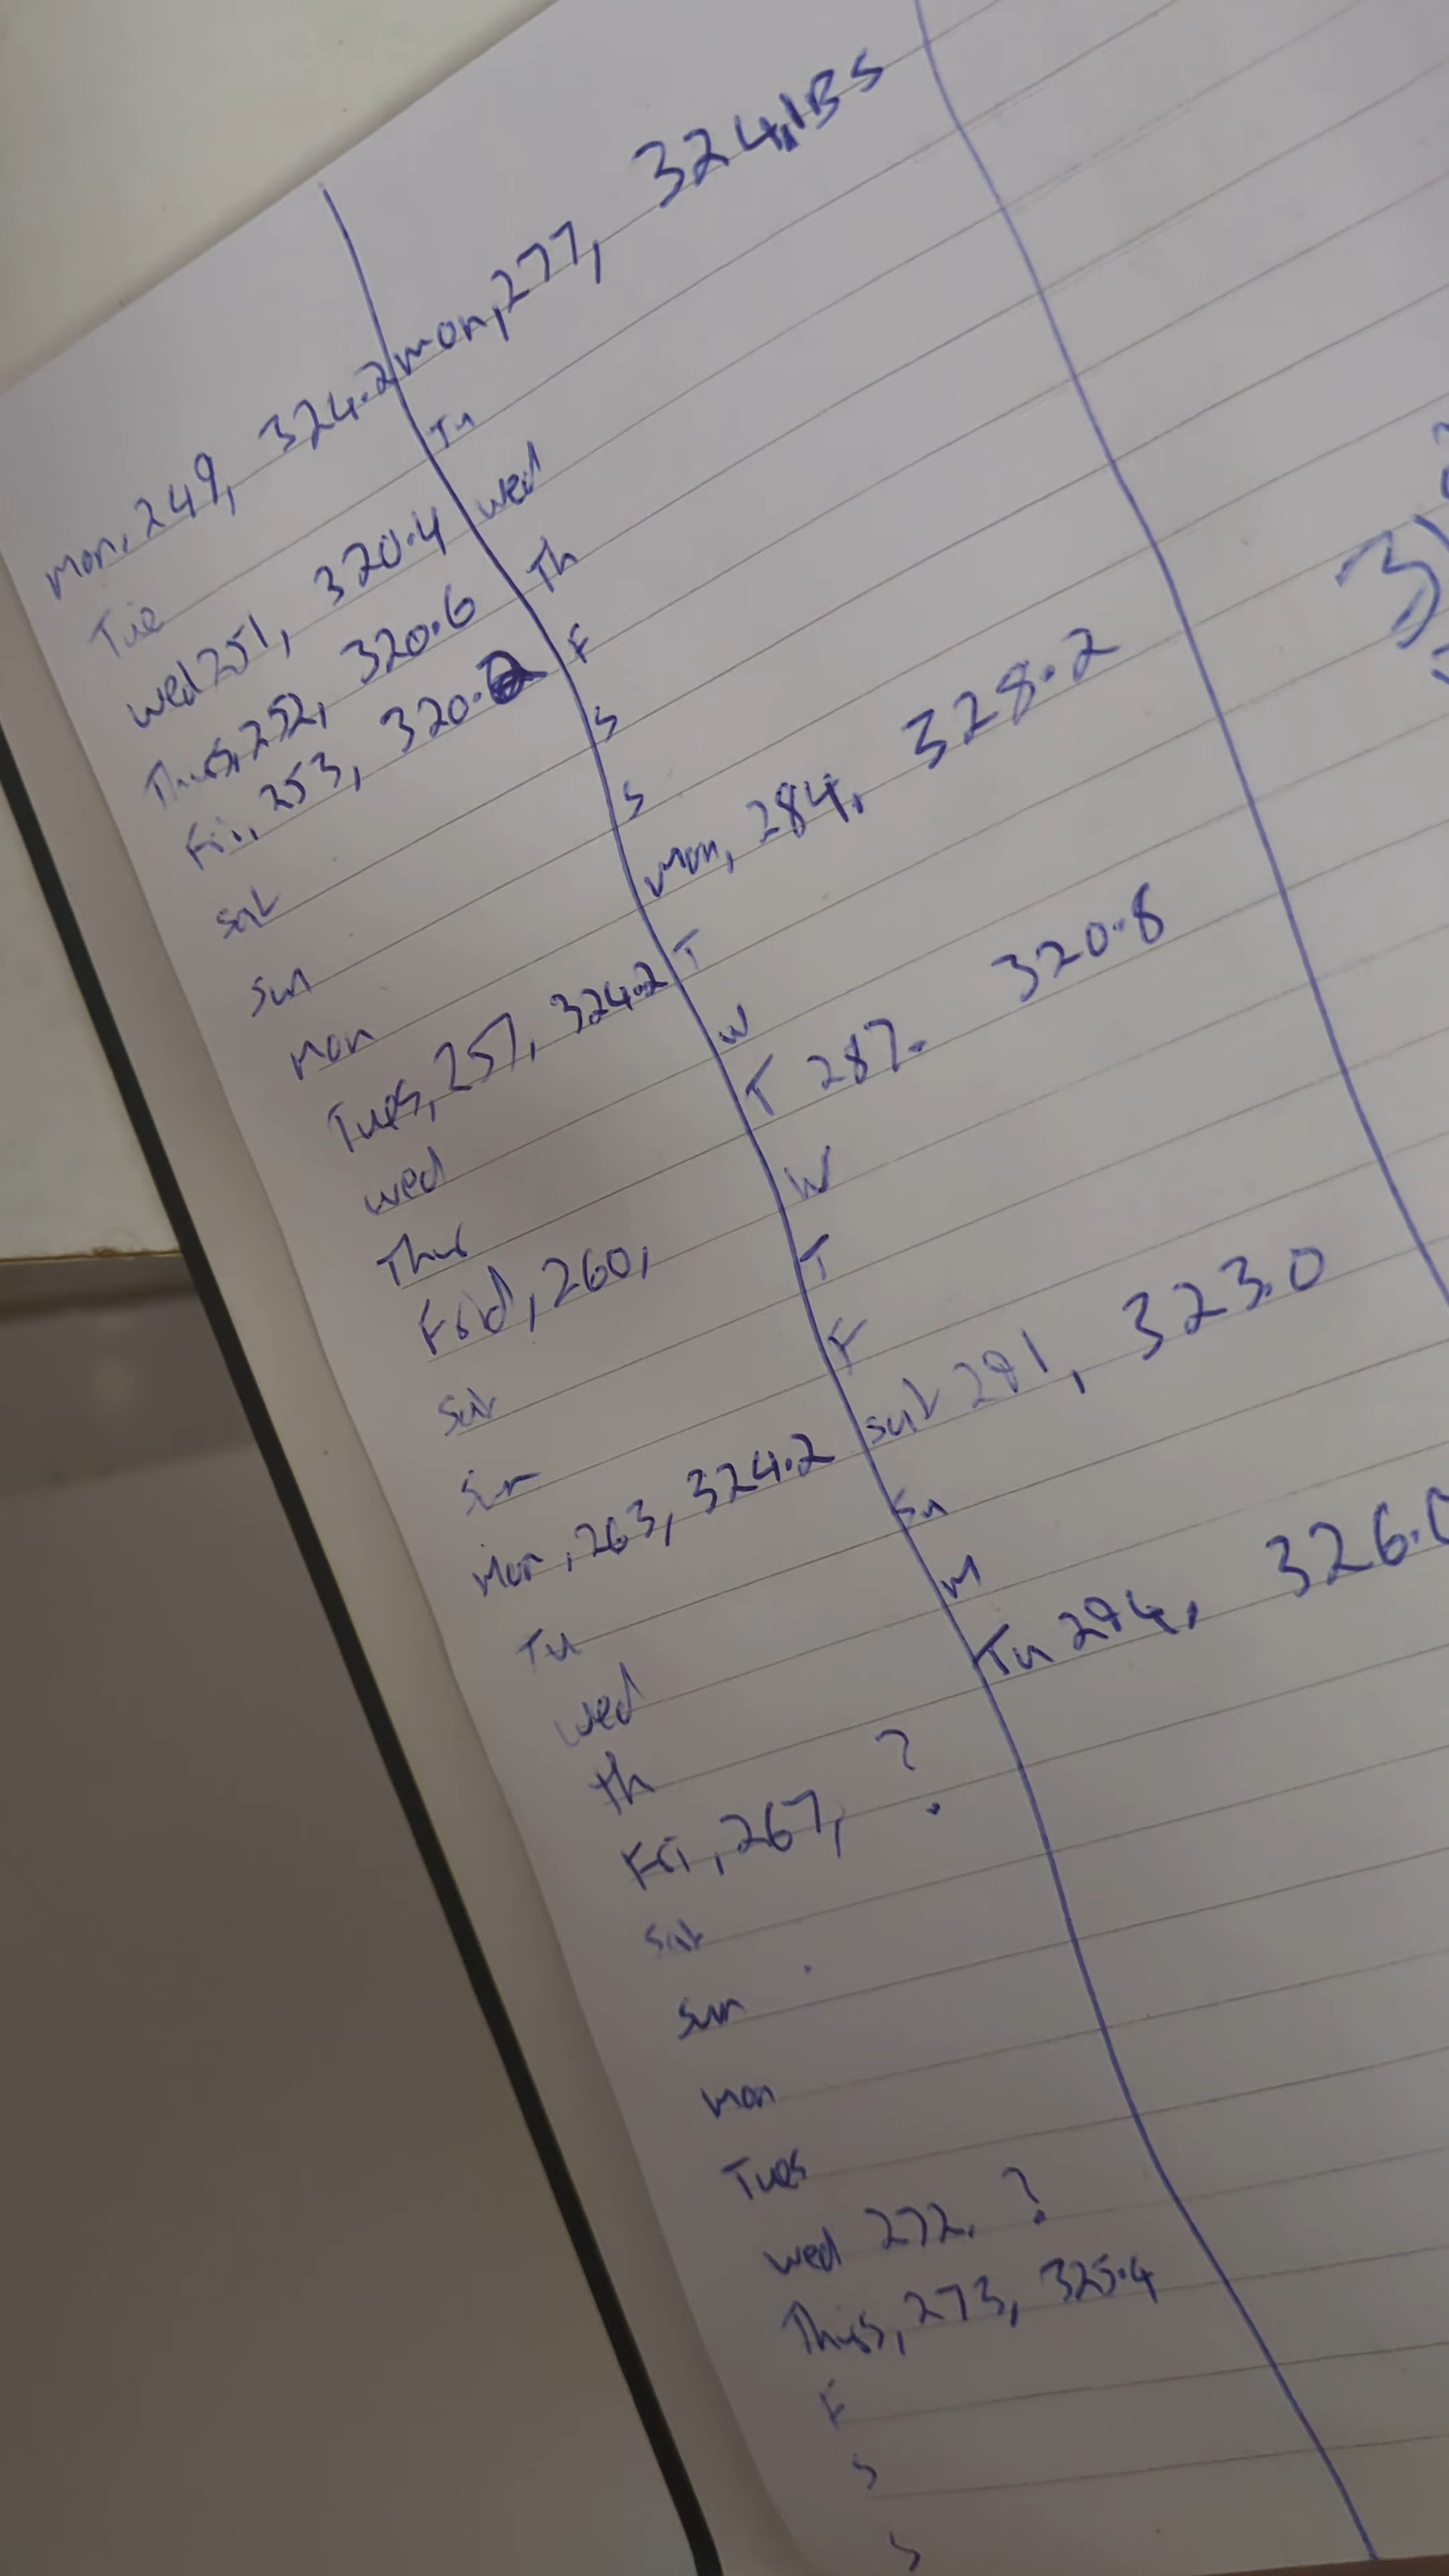 mon, 249, 324.2
Tue
wed 251, 320.4
Thurs, 252, 320.6
Fri, 253, 320.2
Sat
Sun
mon
Tues, 257, 324.2
wed
Thur
Frid, 260,
Sat
Sun
Mon, 263, 324.2
Tu
wed
th
Fri, 267, ?
Sat
Sun
mon
Tues
wed 272. ?
Thurs, 273, 325.4
F
S
S
mon, 277, 324 lBS
Tu
wed
Th
F
S
S
mon, 284, 328.2
T
W
T 287. 320.8
W
T
F
Sat 291, 323.0
Su
M
Tu 294, 326.0